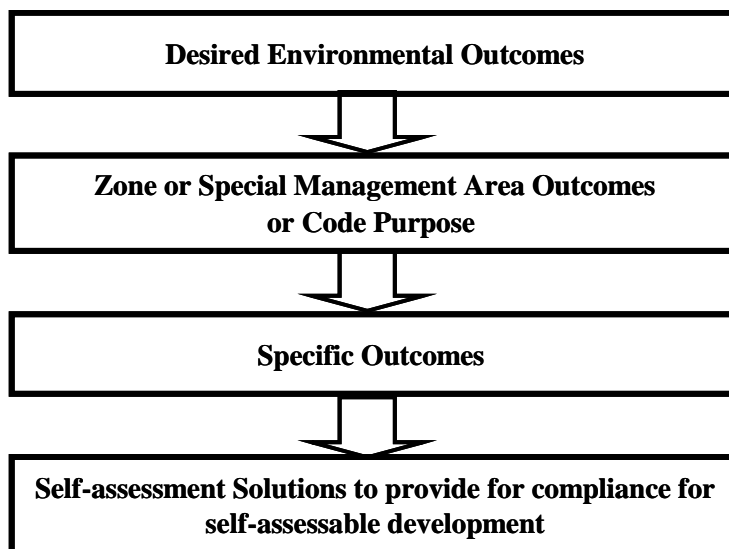 Desired Environmental Outcomes
Zone or Special Management Area Outcomes
or Code Purpose
Specific Outcomes
Self-assessment Solutions to provide for compliance for
self-assessable development